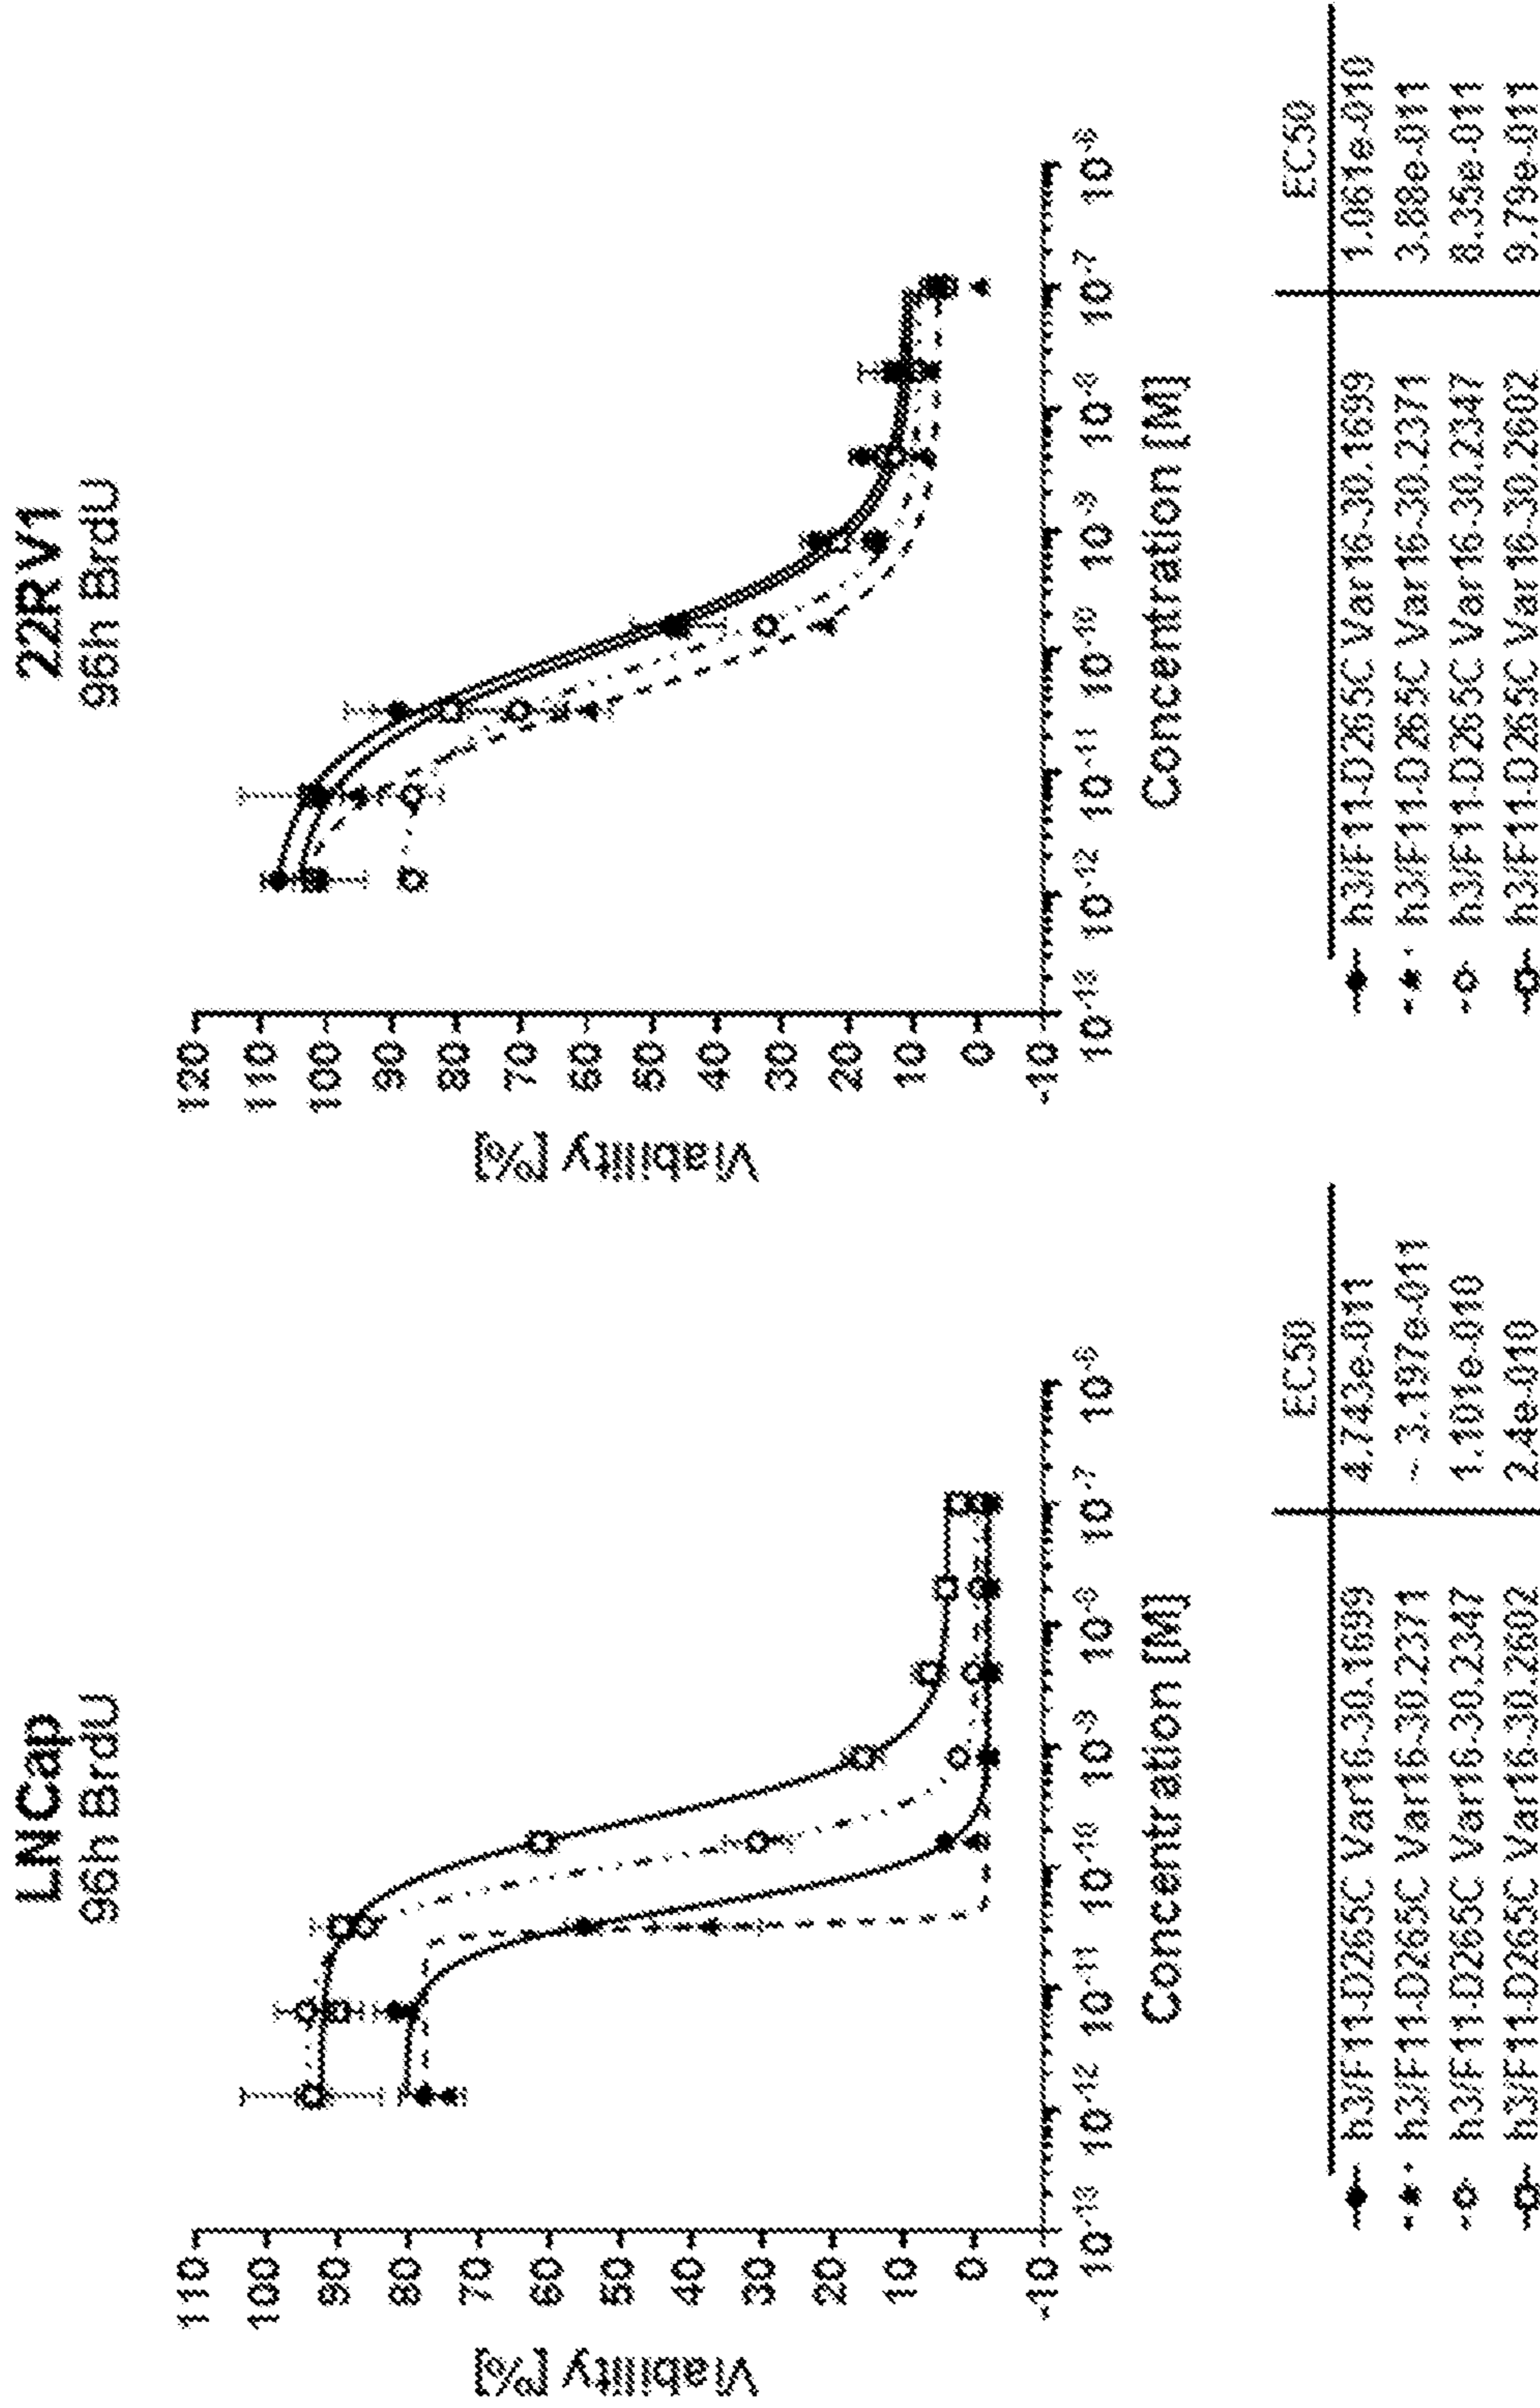 LNCap
96h BrdU
Viability [%]
110
100
90
80
70
60
50
40
30
20
10
0
-10
10-13 10-12 10-11 10-10 10-9 10-8 10-7 10-6
Concentration [M]
EC50
h3/F11-D265C Var16-30.1699 4.743e-011
h3/F11-D265C Var16-30.2371 ~ 3.197e-011
h3/F11-D265C Var16-30.2347 1.101e-010
h3/F11-D265C Var16-30.2602 2.4e-010
22RV1
96h BrdU
Viability [%]
120
110
100
90
80
70
60
50
40
30
20
10
0
-10
10-13 10-12 10-11 10-10 10-9 10-8 10-7 10-6
Concentration [M]
EC50
h3/F11-D265C Var16-30.1699 1.061e-010
h3/F11-D265C Var16-30.2371 3.88e-011
h3/F11-D265C Var16-30.2347 8.35e-011
h3/F11-D265C Var16-30.2602 9.79e-011